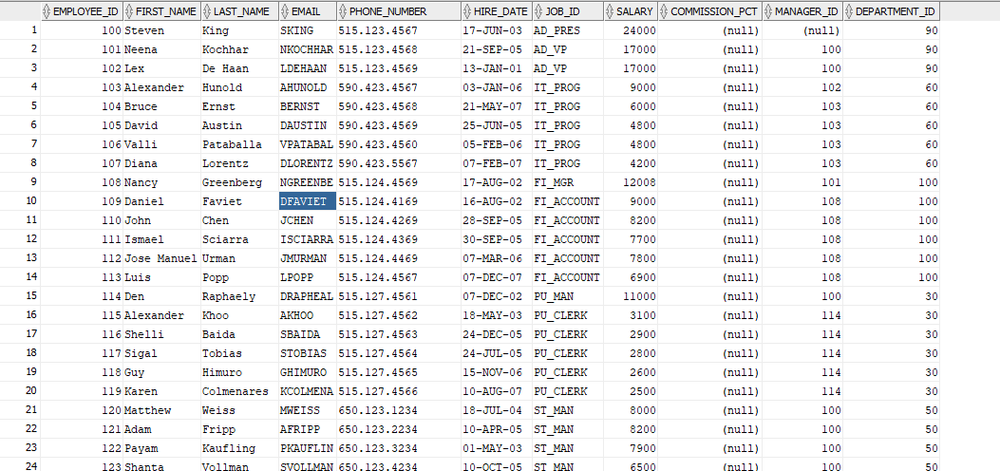 EMPLOYEE_ID FIRST_NAME LAST_NAME EMAIL PHONE_NUMBER HIRE_DATE JOB_ID SALARY COMMISSION_PCT MANAGER_ID DEPARTMENT_ID
1 100 Steven King SKING 515.123.4567 17-JUN-03 AD_PRES 24000 (null) (null) 90
2 101 Neena Kochhar NKOCHHAR 515.123.4568 21-SEP-05 AD_VP 17000 (null) 100 90
3 102 Lex De Haan LDEHAAN 515.123.4569 13-JAN-01 AD_VP 17000 (null) 100 90
4 103 Alexander Hunold AHUNOLD 590.423.4567 03-JAN-06 IT_PROG 9000 (null) 102 60
5 104 Bruce Ernst BERNST 590.423.4568 21-MAY-07 IT_PROG 6000 (null) 103 60
6 105 David Austin DAUSTIN 590.423.4569 25-JUN-05 IT_PROG 4800 (null) 103 60
7 106 Valli Pataballa VPATABAL 590.423.4560 05-FEB-06 IT_PROG 4800 (null) 103 60
8 107 Diana Lorentz DLORENTZ 590.423.5567 07-FEB-07 IT_PROG 4200 (null) 103 60
9 108 Nancy Greenberg NGREENBE 515.124.4569 17-AUG-02 FI_MGR 12008 (null) 101 100
10 109 Daniel Faviet DFAVIET 515.124.4169 16-AUG-02 FI_ACCOUNT 9000 (null) 108 100
11 110 John Chen JCHEN 515.124.4269 28-SEP-05 FI_ACCOUNT 8200 (null) 108 100
12 111 Ismael Sciarra ISCIARRA 515.124.4369 30-SEP-05 FI_ACCOUNT 7700 (null) 108 100
13 112 Jose Manuel Urman JMURMAN 515.124.4469 07-MAR-06 FI_ACCOUNT 7800 (null) 108 100
14 113 Luis Popp LPOPP 515.124.4567 07-DEC-07 FI_ACCOUNT 6900 (null) 108 100
15 114 Den Raphaely DRAPHEAL 515.127.4561 07-DEC-02 PU_MAN 11000 (null) 100 30
16 115 Alexander Khoo AKHOO 515.127.4562 18-MAY-03 PU_CLERK 3100 (null) 114 30
17 116 Shelli Baida SBAIDA 515.127.4563 24-DEC-05 PU_CLERK 2900 (null) 114 30
18 117 Sigal Tobias STOBIAS 515.127.4564 24-JUL-05 PU_CLERK 2800 (null) 114 30
19 118 Guy Himuro GHIMURO 515.127.4565 15-NOV-06 PU_CLERK 2600 (null) 114 30
20 119 Karen Colmenares KCOLMENA 515.127.4566 10-AUG-07 PU_CLERK 2500 (null) 114 30
21 120 Matthew Weiss MWEISS 650.123.1234 18-JUL-04 ST_MAN 8000 (null) 100 50
22 121 Adam Fripp AFRIPP 650.123.2234 10-APR-05 ST_MAN 8200 (null) 100 50
23 122 Payam Kaufling PKAUFLIN 650.123.3234 01-MAY-03 ST_MAN 7900 (null) 100 50
24 123 Shanta Vollman SVOLLMAN 650.123.4234 10-OCT-05 ST_MAN 6500 (null) 100 50